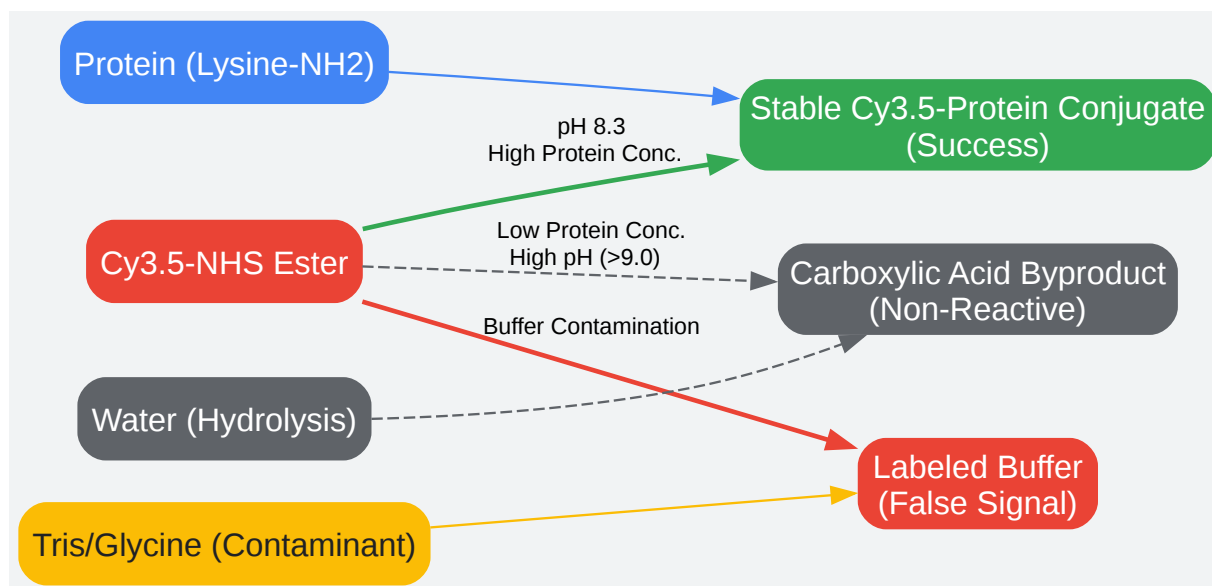 Protein (Lysine-NH2)
Stable Cy3.5-Protein Conjugate
(Success)
pH 8.3
High Protein Conc.
Cy3.5-NHS Ester
Low Protein Conc.
High pH (>9.0)
Carboxylic Acid Byproduct
(Non-Reactive)
Buffer Contamination
Water (Hydrolysis)
Labeled Buffer
(False Signal)
Tris/Glycine (Contaminant)